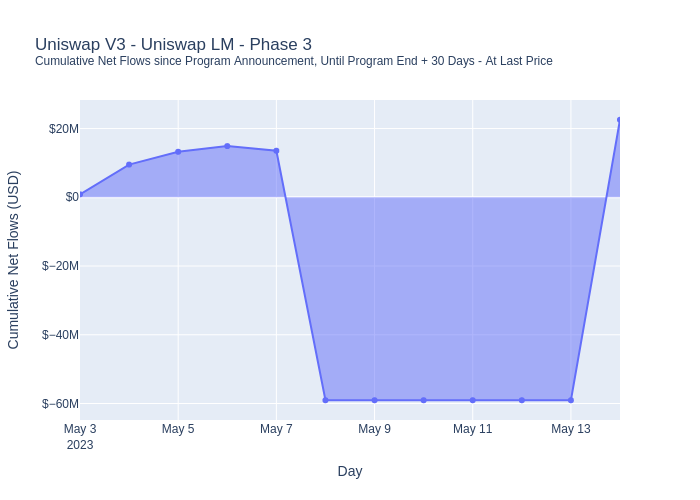 Uniswap V3 - Uniswap LM - Phase 3
Cumulative Net Flows since Program Announcement, Until Program End + 30 Days - At Last Price
Cumulative Net Flows (USD)
$20M
$0
$−20M
$−40M
$−60M
May 3
2023
May 5
May 7
May 9
May 11
May 13
Day